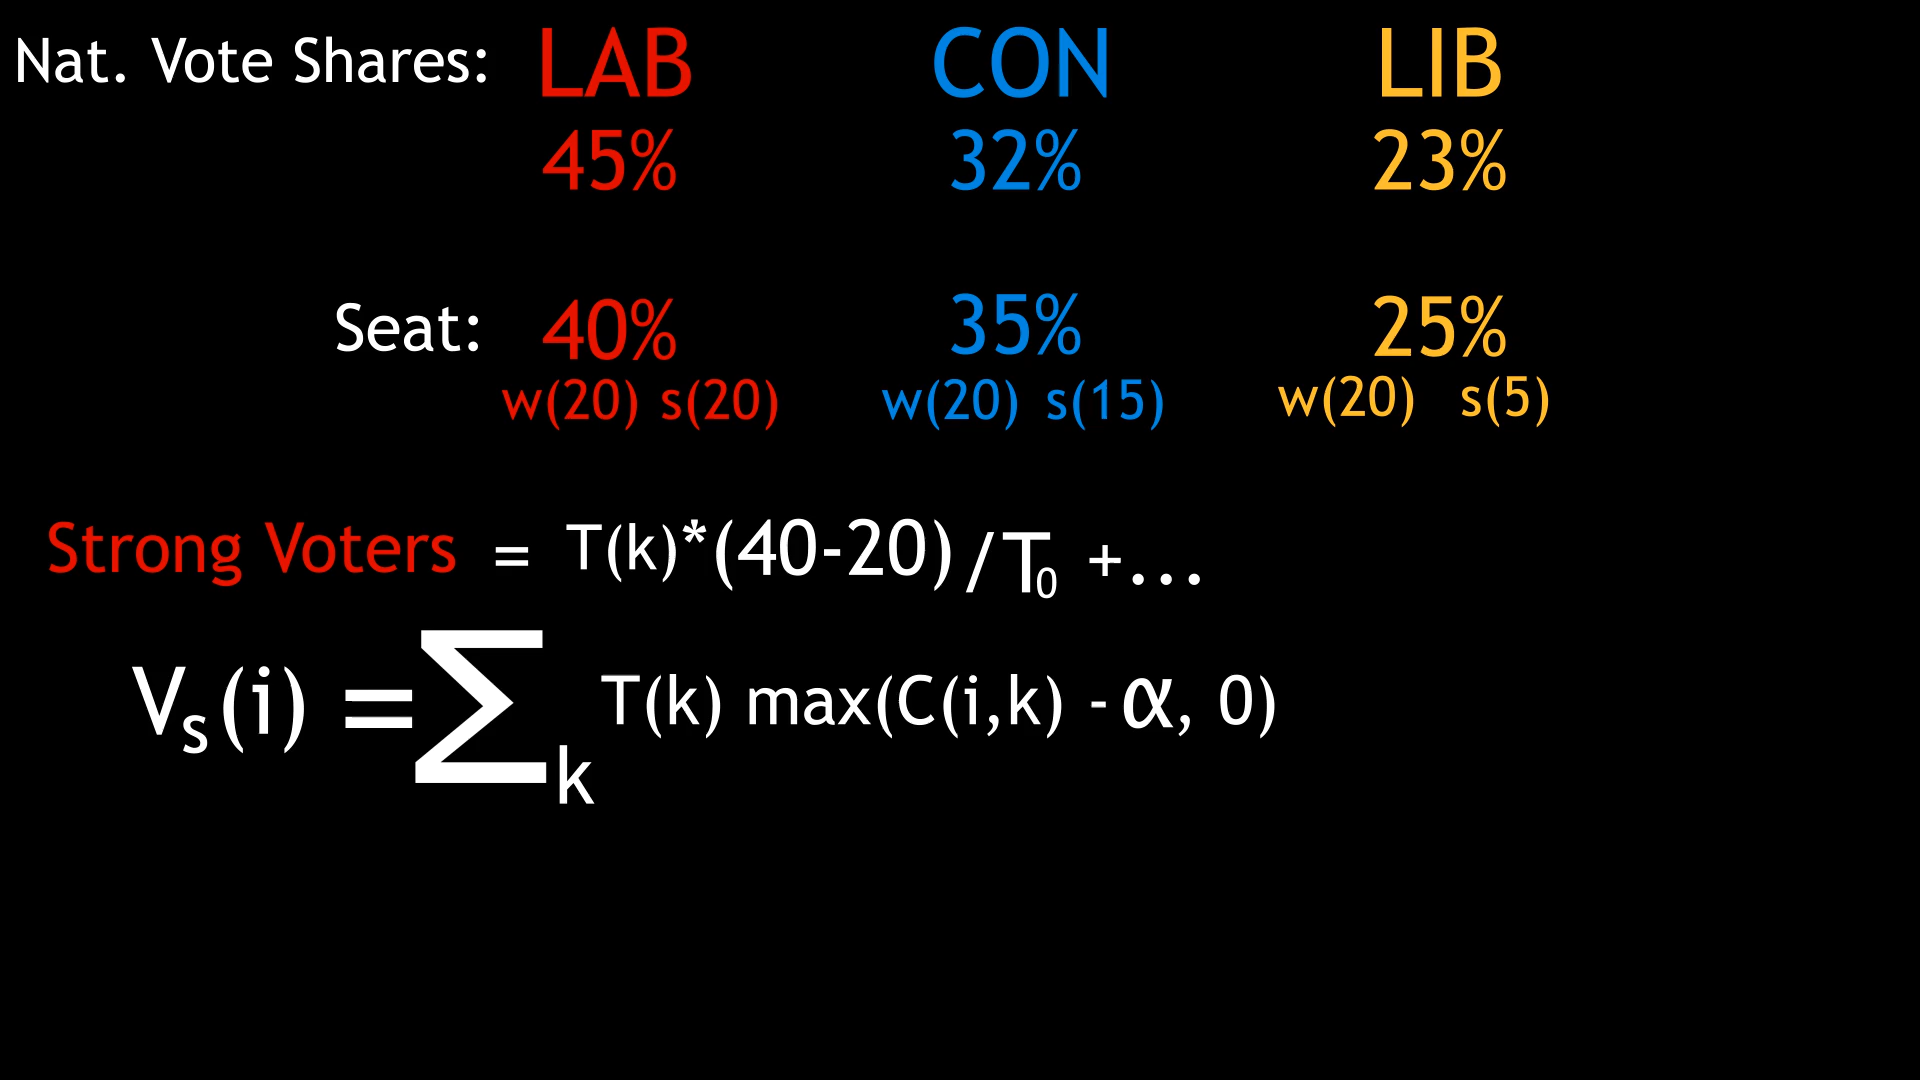 Nat. Vote Shares: LAB CON LIB
45% 32% 23%
Seat: 40% 35% 25%
w(20) s(20) w(20) s(15) w(20) s(5)
Strong Voters = T(k)*(40-20)/T₀ +...
Vₛ(i) = ∑ₖ T(k) max(C(i,k) - α, 0)